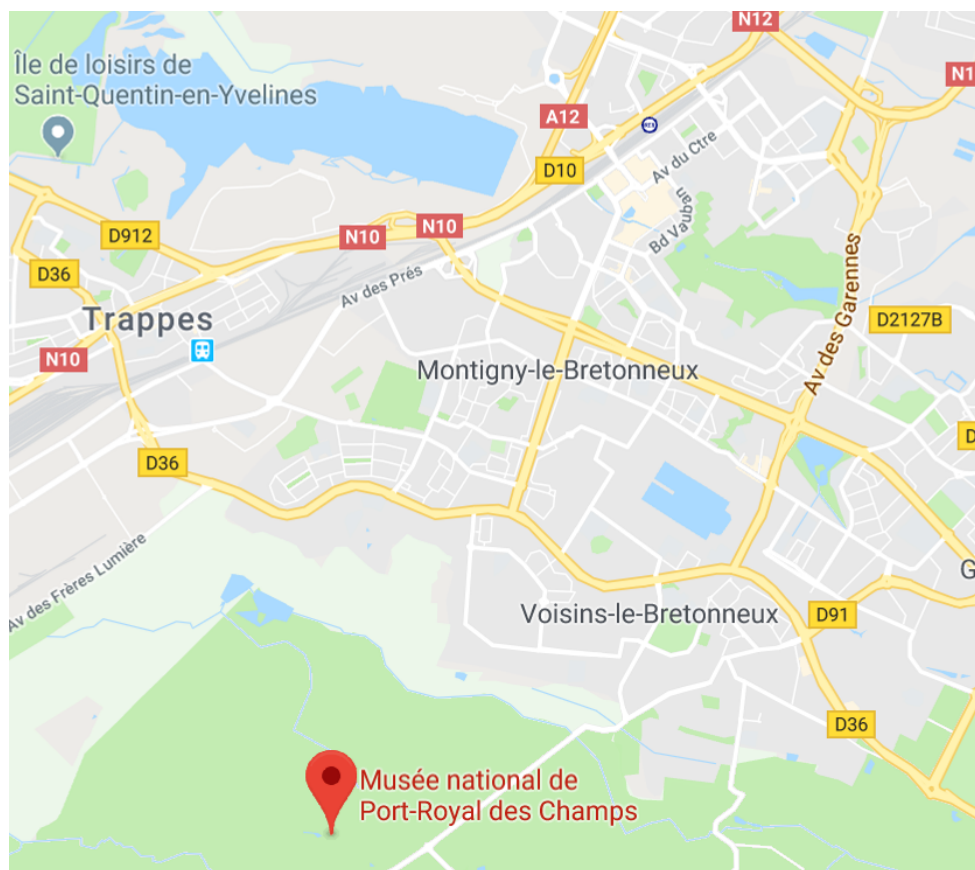 N12
Île de loisirs de
Saint-Quentin-en-Yvelines
N1
A12
Av du Ctre
D10
Bd Vauban
D912
N10
N10
D36
Av des Prés
Av des Garennes
Trappes
D2127B
N10
Montigny-le-Bretonneux
D
D36
Av des Frères Lumière
G
Voisins-le-Bretonneux
D91
D36
Musée national de
Port-Royal des Champs